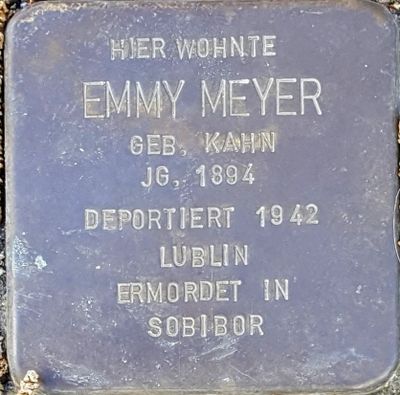 HIER WOHNTE
EMMY MEYER
GEB. KAHN
JG. 1894
DEPORTIERT 1942
LUBLIN
ERMORDET IN
SOBIBOR